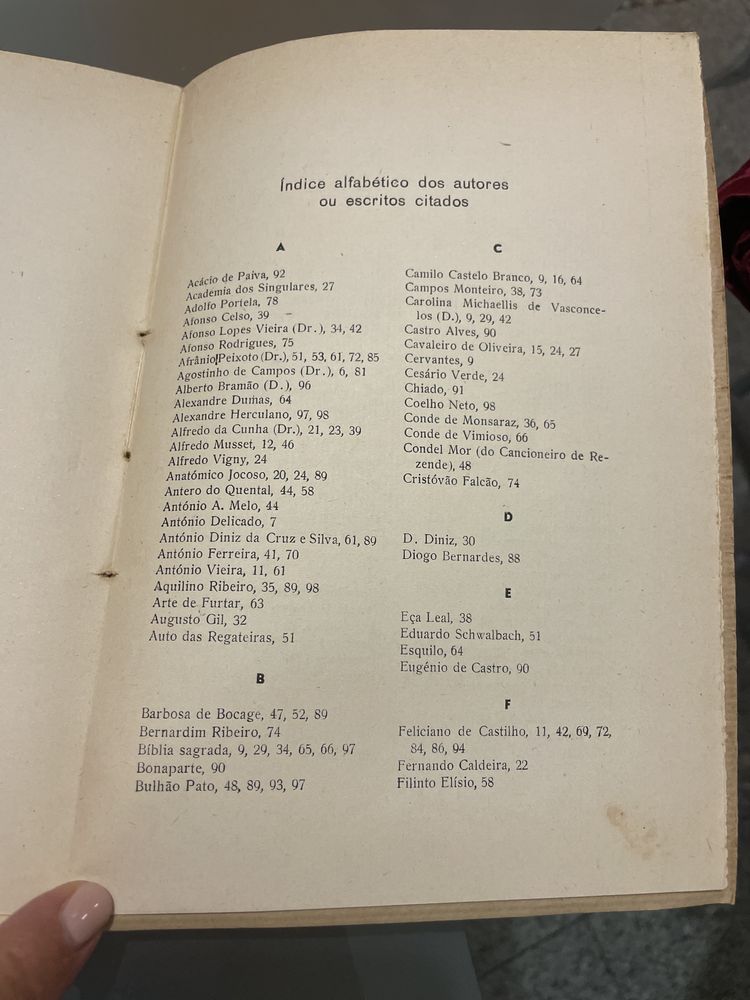 Índice alfabético dos autores
ou escritos citados
A
Acácio de Paiva, 92
Academia dos Singulares, 27
Adolfo Portela, 78
Afonso Celso, 39
Afonso Lopes Vieira (Dr.), 34, 42
Afonso Rodrigues, 75
Afrânio Peixoto (Dr.), 51, 53, 61, 72, 85
Agostinho de Campos (Dr.), 6, 81
Alberto Bramão (D.), 96
Alexandre Dumas, 64
Alexandre Herculano, 97, 98
Alfredo da Cunha (Dr.), 21, 23, 39
Alfredo Musset, 12, 46
Alfredo Vigny, 24
Anatómico Jocoso, 20, 24, 89
Antero do Quental, 44, 58
António A. Melo, 44
António Delicado, 7
António Diniz da Cruz e Silva, 61, 89
António Ferreira, 41, 70
António Vieira, 11, 61
Aquilino Ribeiro, 35, 89, 98
Arte de Furtar, 63
Augusto Gil, 32
Auto das Regateiras, 51
B
Barbosa de Bocage, 47, 52, 89
Bernardim Ribeiro, 74
Bíblia sagrada, 9, 29, 34, 65, 66, 97
Bonaparte, 90
Bulhão Pato, 48, 89, 93, 97
C
Camilo Castelo Branco, 9, 16, 64
Campos Monteiro, 38, 73
Carolina Michaellis de Vasconce-
los (D.), 9, 29, 42
Castro Alves, 90
Cavaleiro de Oliveira, 15, 24, 27
Cervantes, 9
Cesário Verde, 24
Chiado, 91
Coelho Neto, 98
Conde de Monsaraz, 36, 65
Conde de Vimioso, 66
Condel Mor (do Cancioneiro de Re-
zende), 48
Cristóvão Falcão, 74
D
D. Diniz, 30
Diogo Bernardes, 88
E
Eça Leal, 38
Eduardo Schwalbach, 51
Esquilo, 64
Eugénio de Castro, 90
F
Feliciano de Castilho, 11, 42, 69, 72,
84, 86, 94
Fernando Caldeira, 22
Filinto Elísio, 58